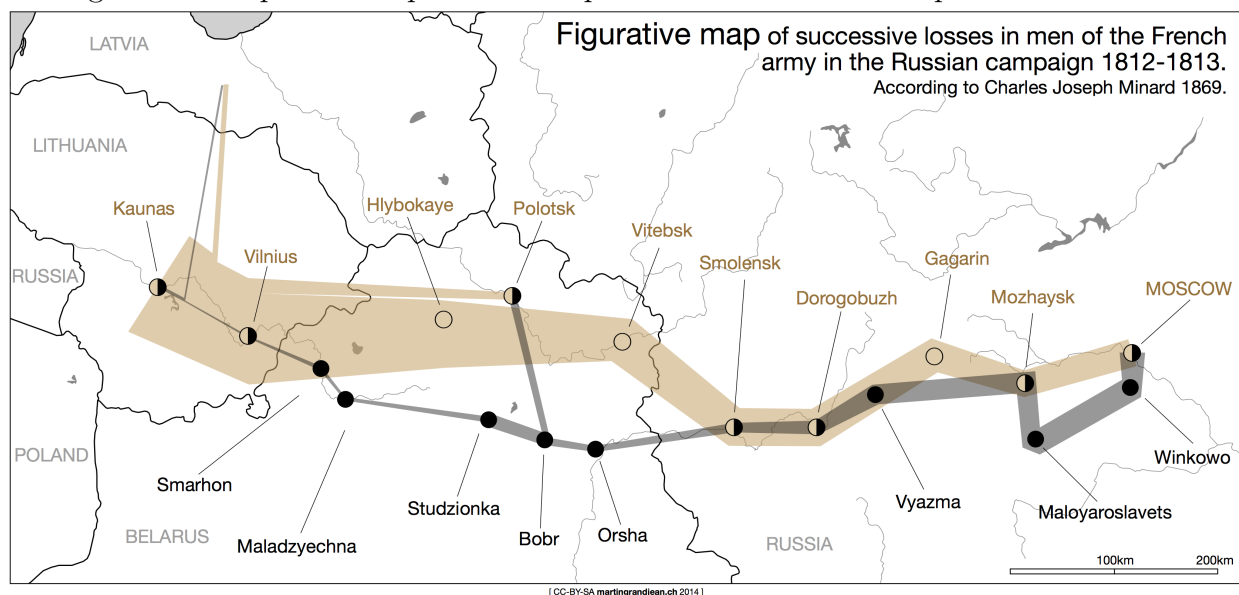 Figurative map of successive losses in men of the French
army in the Russian campaign 1812-1813.
According to Charles Joseph Minard 1869.
LATVIA
LITHUANIA
Kaunas
Hlybokaye
Polotsk
Vitebsk
Vilnius
Smolensk
Gagarin
RUSSIA
Dorogobuzh
Mozhaysk
MOSCOW
POLAND
Smarhon
Winkowo
Studzionka
Vyazma
Maloyaroslavets
BELARUS
Maladzyechna
Bobr
Orsha
RUSSIA
100km
200km
[ CC-BY-SA martingrandjean.ch 2014 ]